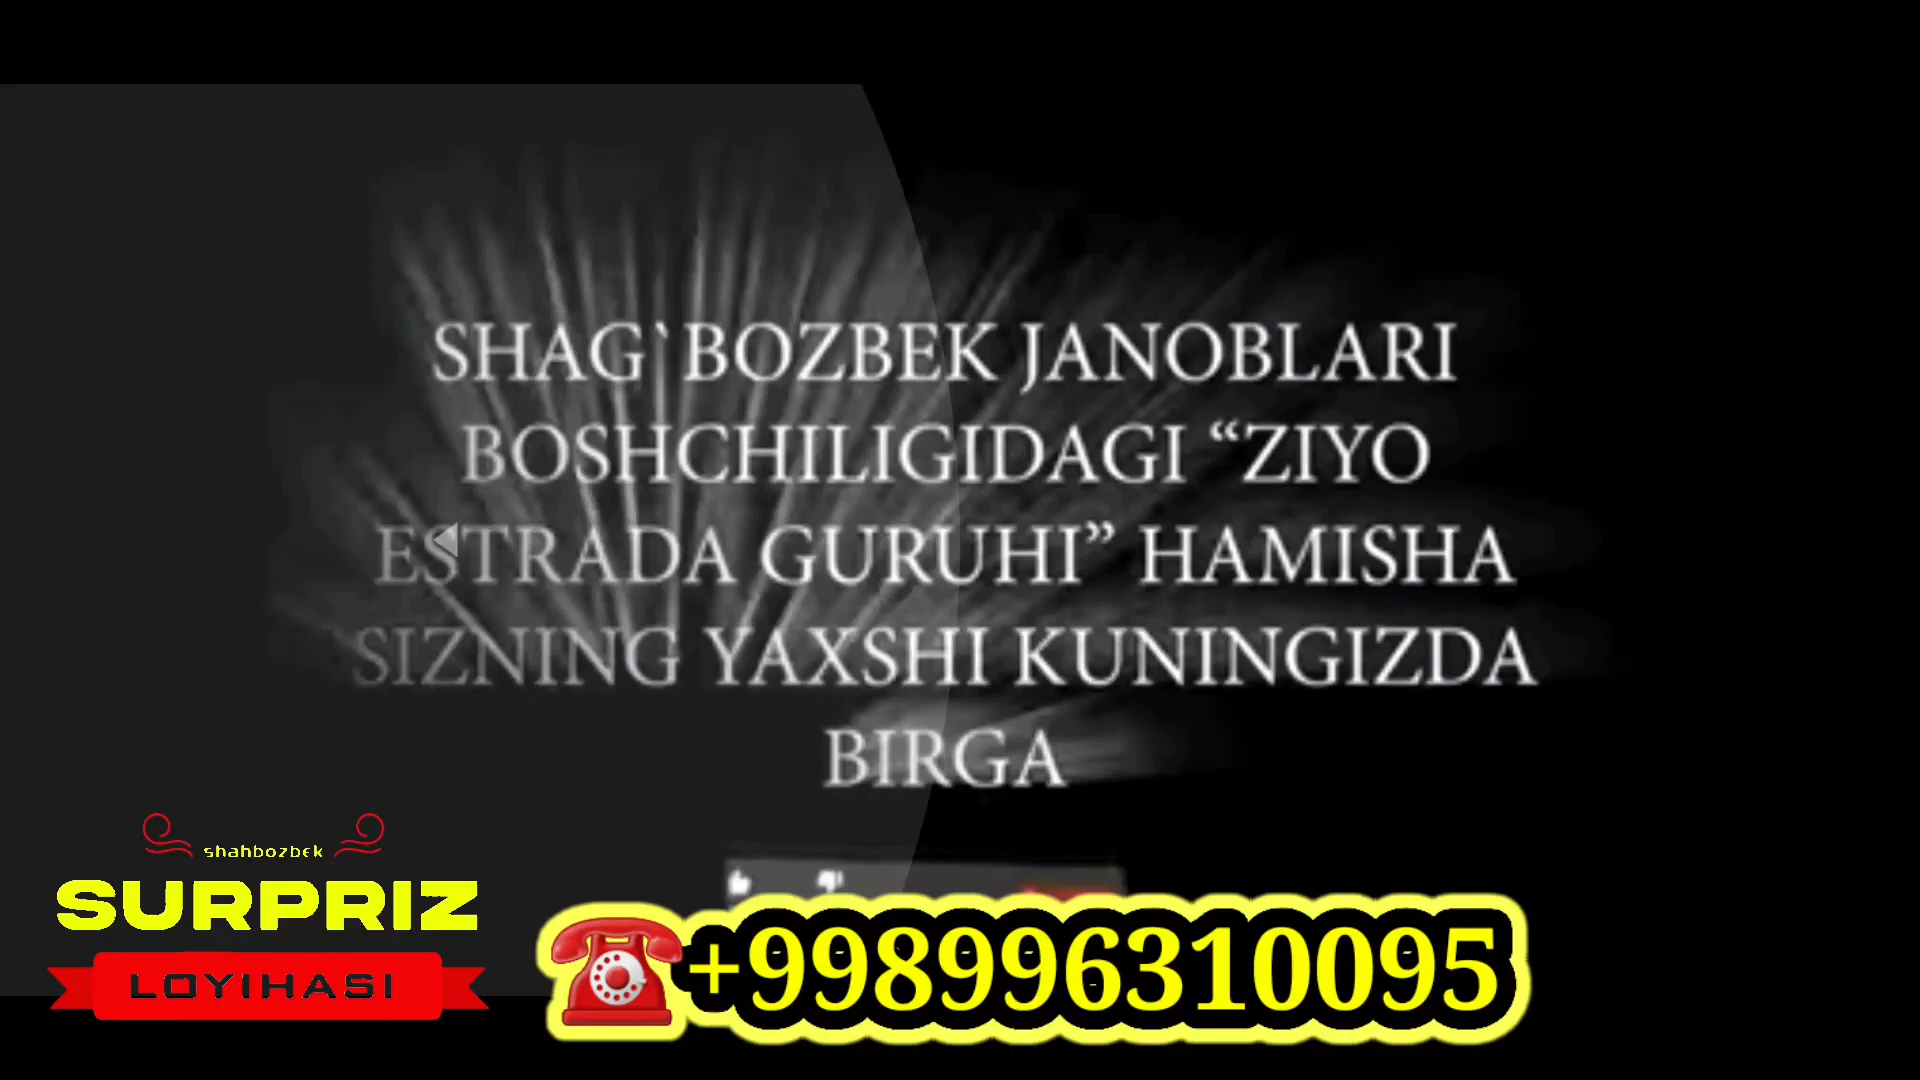 SHAG`BOZBEK JANOBLARI
BOSHCHILIGIDAGI “ZIYO
ESTRADA GURUHI” HAMISHA
SIZNING YAXSHI KUNINGIZDA
BIRGA
shahbozbek
SURPRIZ
LOYIHASI
+998996310095